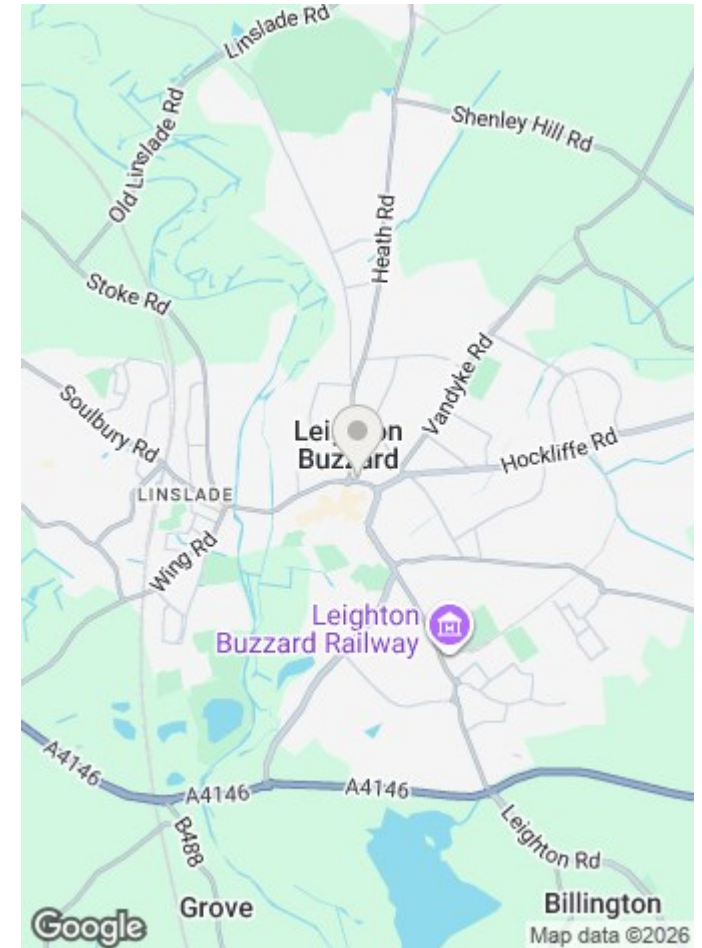 Linslade Rd
Shenley Hill Rd
Old Linslade Rd
Heath Rd
Stoke Rd
Vandyke Rd
Soulbury Rd
Leighton
Buzzard
Hockliffe Rd
LINSLADE
Wing Rd
Leighton
Buzzard Railway
A4146
A4146
A4146
B488
Leighton Rd
Grove
Billington
Google
Map data ©2026